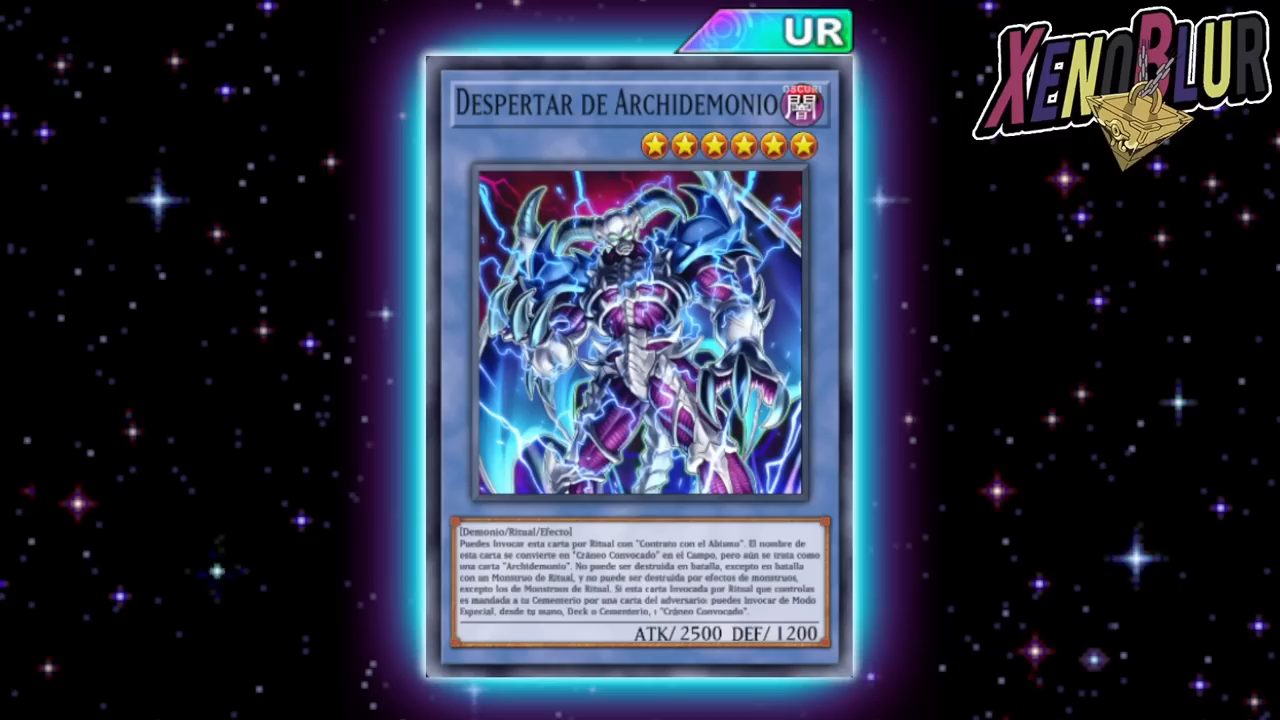 UR
XENOBLUR
DESPERTAR DE ARCHIDEMONIO
OSCURI
闇
[Demonio/Ritual/Efecto]
Puedes Invocar esta carta por Ritual con "Contrato con el Abismo". El nombre de
esta carta se convierte en "Cráneo Convocado" en el Campo, pero aún se trata como
una carta "Archidemonio". No puede ser destruida en batalla, excepto en batalla
con un Monstruo de Ritual, y no puede ser destruida por efectos de monstruos,
excepto los de Monstruos de Ritual. Si esta carta Invocada por Ritual que controlas
es mandada a tu Cementerio por una carta del adversario: puedes Invocar de Modo
Especial, desde tu mano, Deck o Cementerio, 1 "Cráneo Convocado".
ATK/ 2500 DEF/ 1200